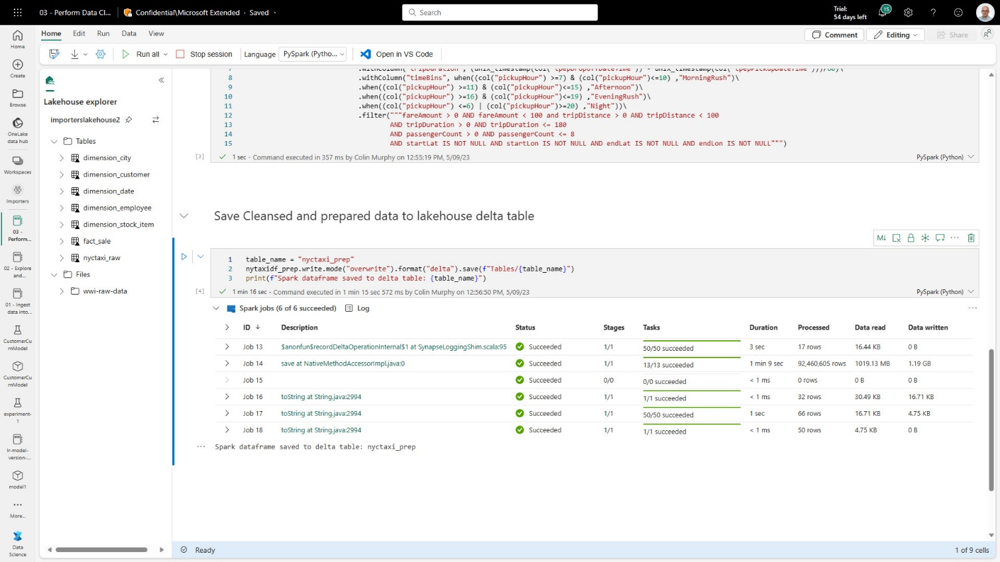 03 - Perform Data Cl...
Confidential\Microsoft Extended · Saved
Search
Trial:
54 days left
15
Home Edit Run Data View
Comment Editing Share
Run all Stop session Language PySpark (Pytho... Open in VS Code
Home
Create
Browse
OneLake
data hub
Workspaces
Importers
03 -
Perform...
02 - Explore
and...
01 - Ingest
data into...
CustomerCu
rnModel
CustomerCu
rnModel
experiment-
1
lr-model-
version-...
model1
More...
Data
Science
Lakehouse explorer
importerslakehouse2
Tables
dimension_city
dimension_customer
dimension_date
dimension_employee
dimension_stock_item
fact_sale
nyctaxi_raw
Files
wwi-raw-data
7 .withColumn("tripDuration", (unix_timestamp(col("tpepDropoffDateTime")) - unix_timestamp(col("tpepPickupDateTime")))/60)\
8 .withColumn("timeBins", when((col("pickupHour") >=7) & (col("pickupHour")<=10) ,"MorningRush")\
9 .when((col("pickupHour") >=11) & (col("pickupHour")<=15) ,"Afternoon")\
10 .when((col("pickupHour") >=16) & (col("pickupHour")<=19) ,"EveningRush")\
11 .when((col("pickupHour") <=6) | (col("pickupHour")>=20) ,"Night"))\
12 .filter("""fareAmount > 0 AND fareAmount < 100 and tripDistance > 0 AND tripDistance < 100
13 AND tripDuration > 0 AND tripDuration <= 180
14 AND passengerCount > 0 AND passengerCount <= 8
15 AND startLat IS NOT NULL AND startLon IS NOT NULL AND endLat IS NOT NULL AND endLon IS NOT NULL""")
[3] 1 sec - Command executed in 357 ms by Colin Murphy on 12:55:19 PM, 5/09/23 PySpark (Python)
Save Cleansed and prepared data to lakehouse delta table
M↓ ...
1 table_name = "nyctaxi_prep"
2 nytaxidf_prep.write.mode("overwrite").format("delta").save(f"Tables/{table_name}")
3 print(f"Spark dataframe saved to delta table: {table_name}")
[4] 1 min 16 sec - Command executed in 1 min 15 sec 572 ms by Colin Murphy on 12:56:50 PM, 5/09/23 PySpark (Python)
Spark jobs (6 of 6 succeeded) Log ...
ID ↓ Description Status Stages Tasks Duration Processed Data read Data written
Job 13 $anonfun$recordDeltaOperationInternal$1 at SynapseLoggingShim.scala:95 Succeeded 1/1 50/50 succeeded 3 sec 17 rows 16.44 KB 0 B
Job 14 save at NativeMethodAccessorImpl.java:0 Succeeded 1/1 13/13 succeeded 1 min 9 sec 92,460,605 rows 1019.13 MB 1.19 GB
Job 15 Succeeded 0/0 0/0 succeeded < 1 ms 0 rows 0 B 0 B
Job 16 toString at String.java:2994 Succeeded 1/1 1/1 succeeded < 1 ms 32 rows 30.49 KB 16.71 KB
Job 17 toString at String.java:2994 Succeeded 1/1 50/50 succeeded 1 sec 66 rows 16.71 KB 4.75 KB
Job 18 toString at String.java:2994 Succeeded 1/1 1/1 succeeded < 1 ms 50 rows 4.75 KB 0 B
... Spark dataframe saved to delta table: nyctaxi_prep
Ready 1 of 9 cells